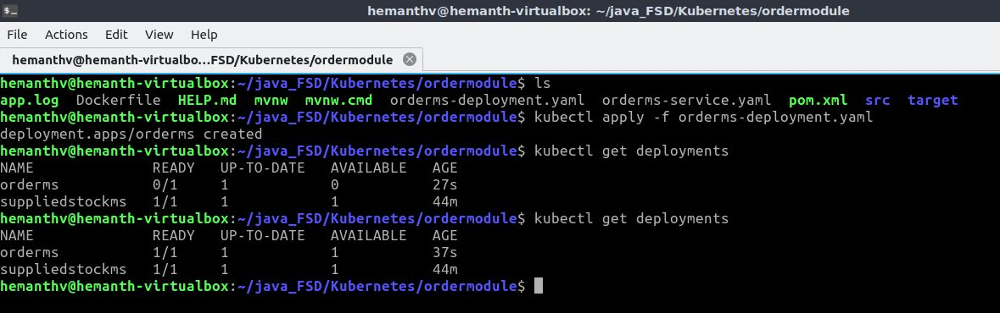 hemanthv@hemanth-virtualbox: ~/java_FSD/Kubernetes/ordermodule
File Actions Edit View Help
hemanthv@hemanth-virtualbo...FSD/Kubernetes/ordermodule
hemanthv@hemanth-virtualbox:~/java_FSD/Kubernetes/ordermodule$ ls
app.log Dockerfile HELP.md mvnw mvnw.cmd orderms-deployment.yaml orderms-service.yaml pom.xml src target
hemanthv@hemanth-virtualbox:~/java_FSD/Kubernetes/ordermodule$ kubectl apply -f orderms-deployment.yaml
deployment.apps/orderms created
hemanthv@hemanth-virtualbox:~/java_FSD/Kubernetes/ordermodule$ kubectl get deployments
NAME READY UP-TO-DATE AVAILABLE AGE
orderms 0/1 1 0 27s
suppliedstockms 1/1 1 1 44m
hemanthv@hemanth-virtualbox:~/java_FSD/Kubernetes/ordermodule$ kubectl get deployments
NAME READY UP-TO-DATE AVAILABLE AGE
orderms 1/1 1 1 37s
suppliedstockms 1/1 1 1 44m
hemanthv@hemanth-virtualbox:~/java_FSD/Kubernetes/ordermodule$